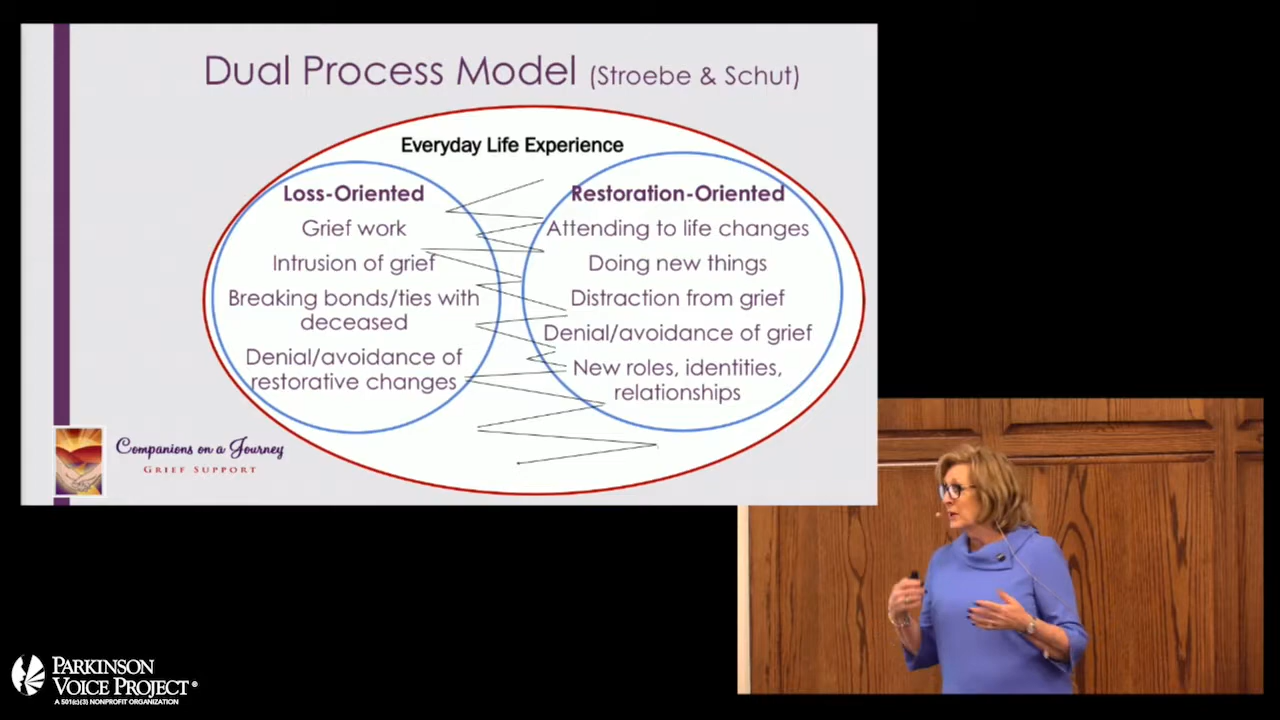 Dual Process Model (Stroebe & Schut)
Everyday Life Experience
Loss-Oriented
Grief work
Intrusion of grief
Breaking bonds/ties with
deceased
Denial/avoidance of
restorative changes
Restoration-Oriented
Attending to life changes
Doing new things
Distraction from grief
Denial/avoidance of grief
New roles, identities,
relationships
Companions on a Journey
GRIEF SUPPORT
PARKINSON
VOICE PROJECT®
A 501(c)(3) NONPROFIT ORGANIZATION